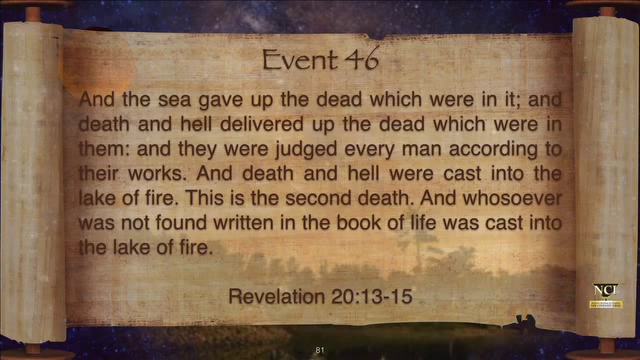 Event 46
And the sea gave up the dead which were in it; and
death and hell delivered up the dead which were in
them: and they were judged every man according to
their works. And death and hell were cast into the
lake of fire. This is the second death. And whosoever
was not found written in the book of life was cast into
the lake of fire.
Revelation 20:13-15
NCI
81